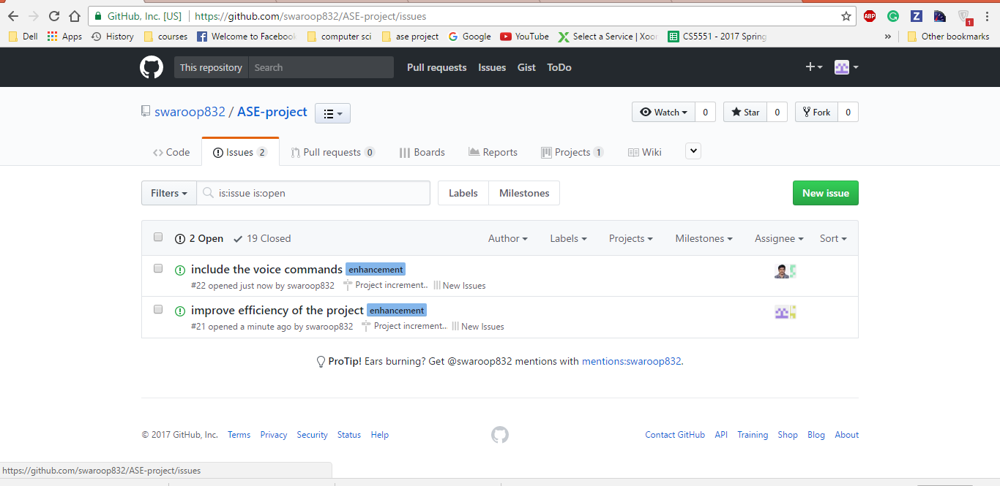 GitHub, Inc. [US] https://github.com/swaroop832/ASE-project/issues
ABP G Z 1
Dell Apps History courses Welcome to Facebook computer sci ase project Google YouTube Select a Service | Xoo CS5551 - 2017 Spring » Other bookmarks
This repository Search Pull requests Issues Gist ToDo
swaroop832 / ASE-project Watch 0 Star 0 Fork 0
Code Issues 2 Pull requests 0 Boards Reports Projects 1 Wiki
Filters is:issue is:open Labels Milestones New issue
2 Open 19 Closed Author Labels Projects Milestones Assignee Sort
include the voice commands enhancement
#22 opened just now by swaroop832 Project increment... New Issues
improve efficiency of the project enhancement
#21 opened a minute ago by swaroop832 Project increment... New Issues
ProTip! Ears burning? Get @swaroop832 mentions with mentions:swaroop832.
© 2017 GitHub, Inc. Terms Privacy Security Status Help Contact GitHub API Training Shop Blog About
https://github.com/swaroop832/ASE-project/issues